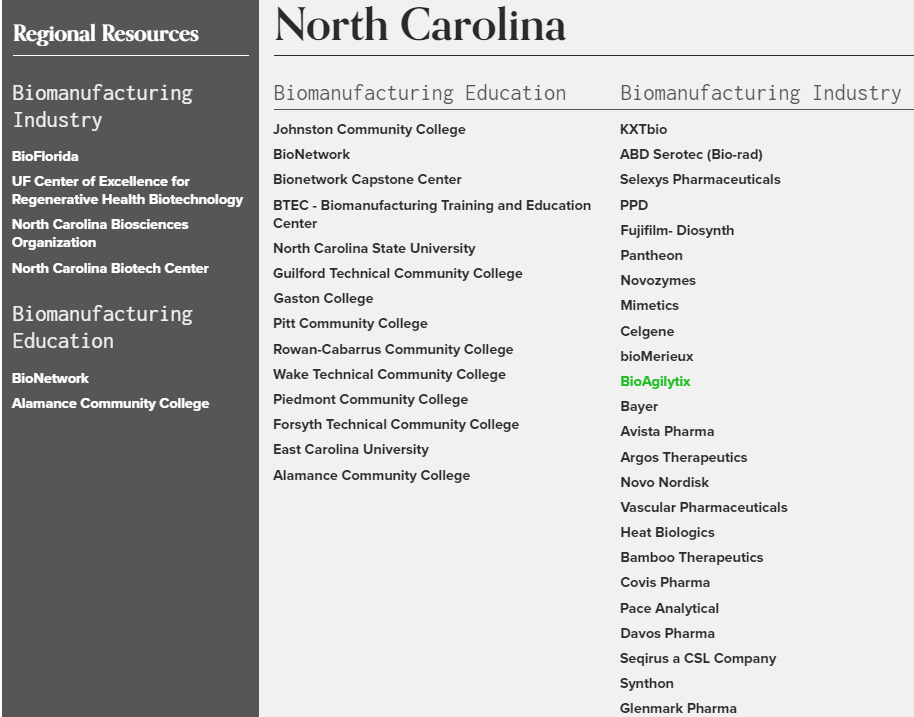 Regional Resources
Biomanufacturing
Industry
BioFlorida
UF Center of Excellence for
Regenerative Health Biotechnology
North Carolina Biosciences
Organization
North Carolina Biotech Center
Biomanufacturing
Education
BioNetwork
Alamance Community College
North Carolina
Biomanufacturing Education
Johnston Community College
BioNetwork
Bionetwork Capstone Center
BTEC - Biomanufacturing Training and Education
Center
North Carolina State University
Guilford Technical Community College
Gaston College
Pitt Community College
Rowan-Cabarrus Community College
Wake Technical Community College
Piedmont Community College
Forsyth Technical Community College
East Carolina University
Alamance Community College
Biomanufacturing Industry
KXTbio
ABD Serotec (Bio-rad)
Selexys Pharmaceuticals
PPD
Fujifilm- Diosynth
Pantheon
Novozymes
Mimetics
Celgene
bioMerieux
BioAgilytix
Bayer
Avista Pharma
Argos Therapeutics
Novo Nordisk
Vascular Pharmaceuticals
Heat Biologics
Bamboo Therapeutics
Covis Pharma
Pace Analytical
Davos Pharma
Seqirus a CSL Company
Synthon
Glenmark Pharma